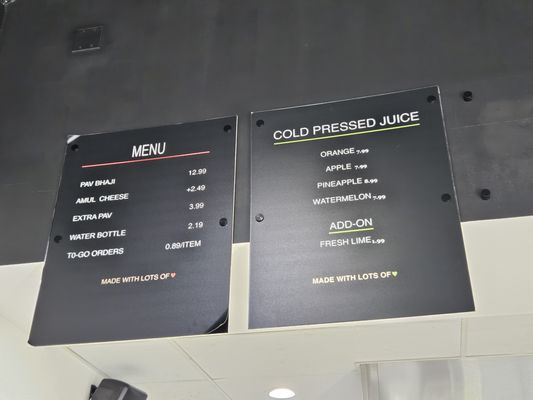 MENU
PAV BHAJI 12.99
AMUL CHEESE +2.49
EXTRA PAV 3.99
WATER BOTTLE 2.19
TO-GO ORDERS 0.89/ITEM
MADE WITH LOTS OF ♥
COLD PRESSED JUICE
ORANGE 7.99
APPLE 7.99
PINEAPPLE 8.99
WATERMELON 7.99
ADD-ON
FRESH LIME 1.99
MADE WITH LOTS OF ♥